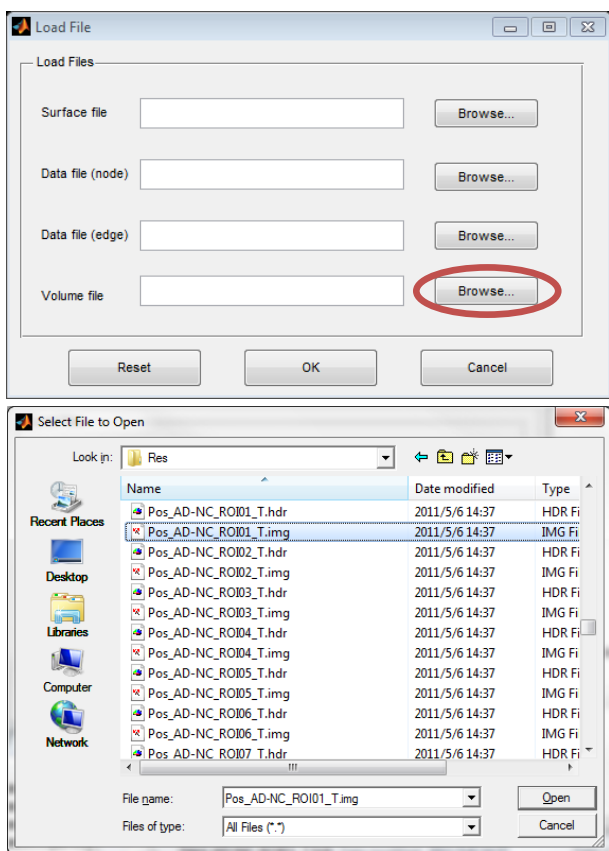 Load File
Load Files
Surface file Browse...
Data file (node) Browse...
Data file (edge) Browse...
Volume file Browse...
Reset OK Cancel
Select File to Open
Look in: Res
Name Date modified Type
Pos_AD-NC_ROI01_T.hdr 2011/5/6 14:37 HDR Fi
Pos_AD-NC_ROI01_T.img 2011/5/6 14:37 IMG Fi
Pos_AD-NC_ROI02_T.hdr 2011/5/6 14:37 HDR Fi
Pos_AD-NC_ROI02_T.img 2011/5/6 14:37 IMG Fi
Pos_AD-NC_ROI03_T.hdr 2011/5/6 14:37 HDR Fi
Pos_AD-NC_ROI03_T.img 2011/5/6 14:37 IMG Fi
Pos_AD-NC_ROI04_T.hdr 2011/5/6 14:37 HDR Fi
Pos_AD-NC_ROI04_T.img 2011/5/6 14:37 IMG Fi
Pos_AD-NC_ROI05_T.hdr 2011/5/6 14:37 HDR Fi
Pos_AD-NC_ROI05_T.img 2011/5/6 14:37 IMG Fi
Pos_AD-NC_ROI06_T.hdr 2011/5/6 14:37 HDR Fi
Pos_AD-NC_ROI06_T.img 2011/5/6 14:37 IMG Fi
Pos_AD-NC_ROI07_T.hdr 2011/5/6 14:37 HDR Fi
Recent Places
Desktop
Libraries
Computer
Network
File name: Pos_AD-NC_ROI01_T.img Open
Files of type: All Files (*.*) Cancel